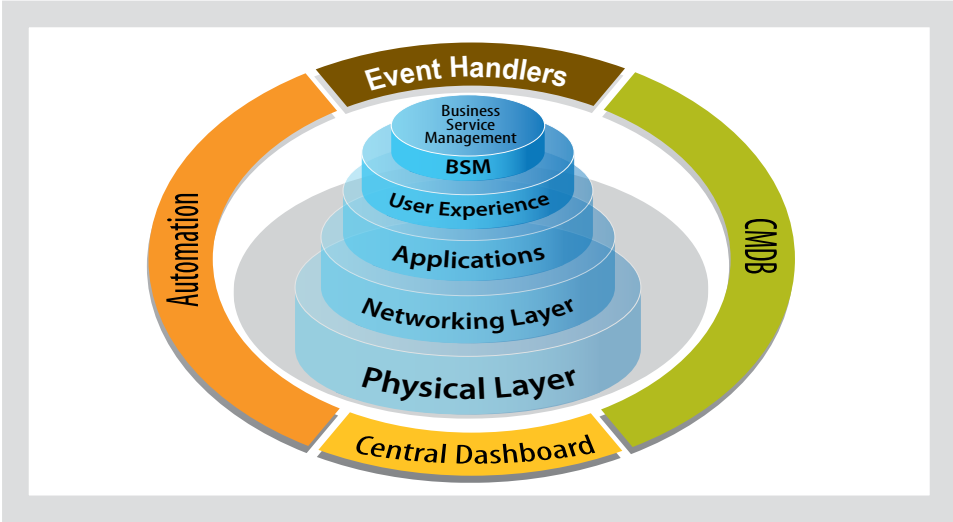 Event Handlers
Business
Service
Management
BSM
User Experience
Applications
Networking Layer
Physical Layer
Automation
CMDB
Central Dashboard